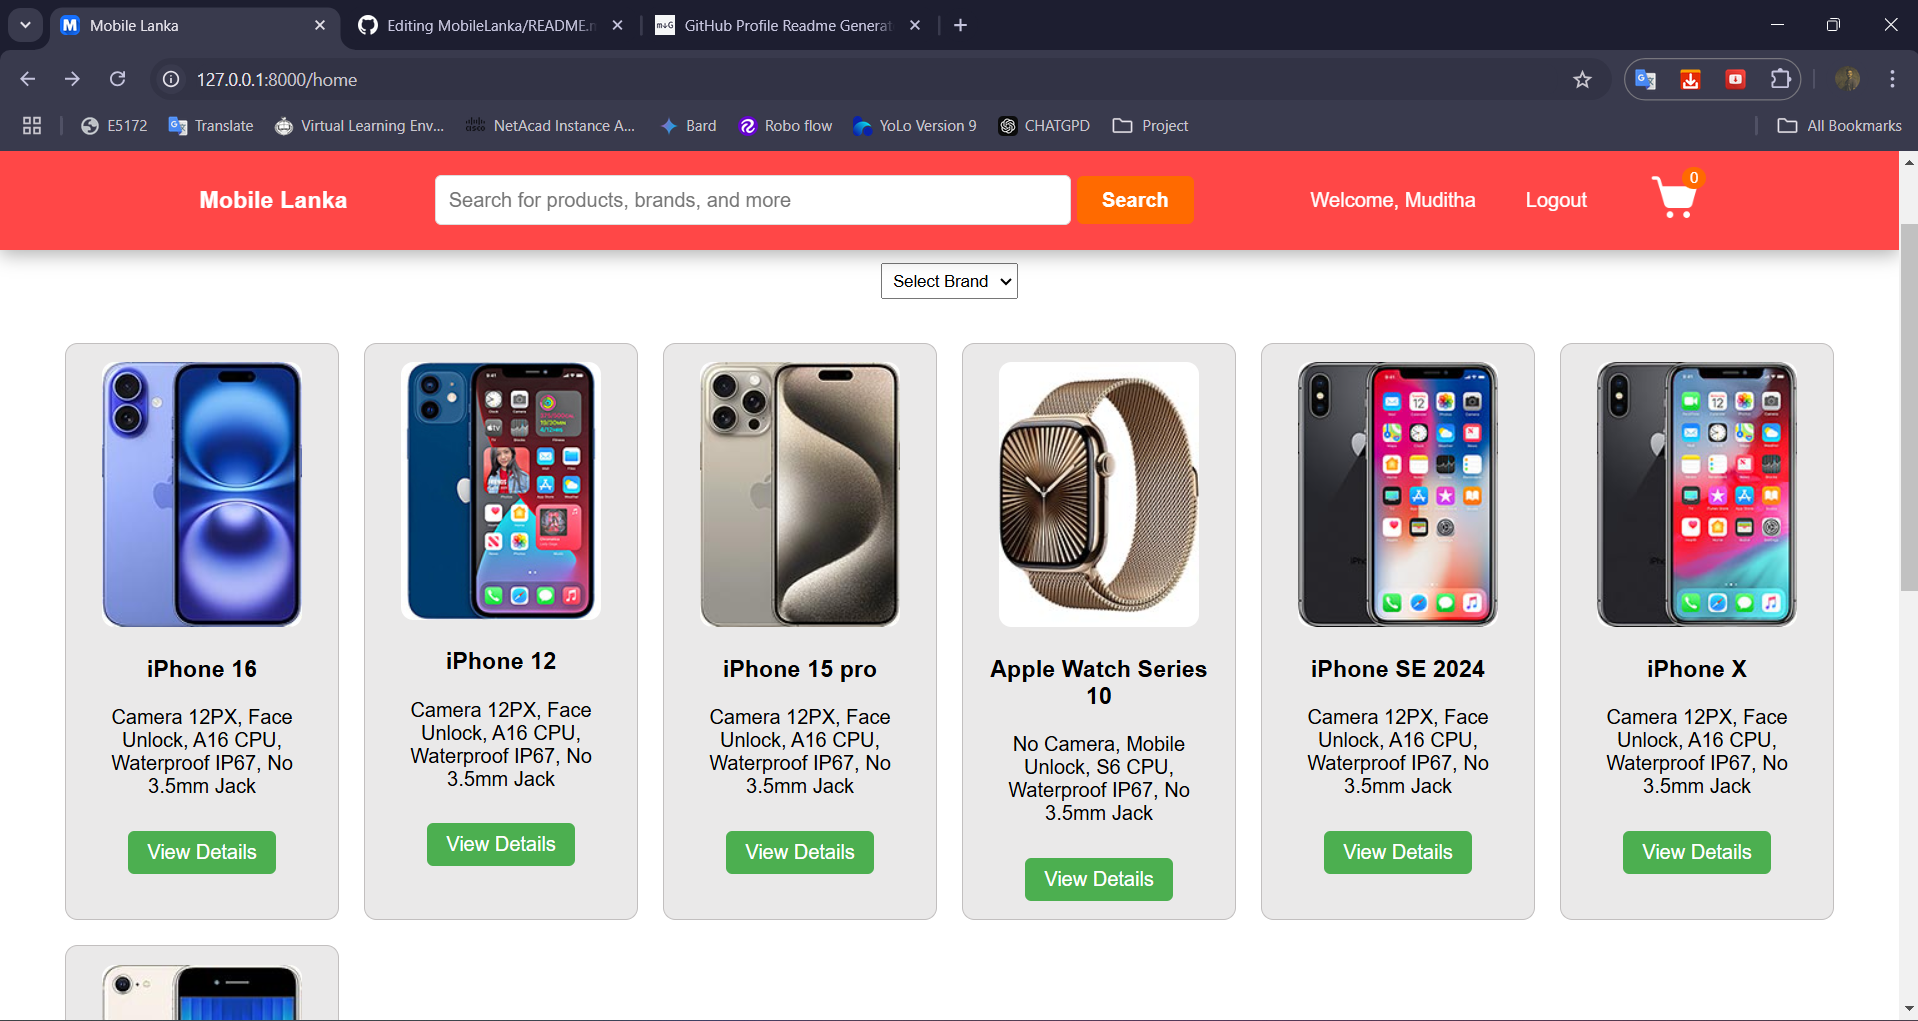 Mobile Lanka
Editing MobileLanka/README.n
GitHub Profile Readme Generat
127.0.0.1:8000/home
E5172
Translate
Virtual Learning Env...
NetAcad Instance A...
Bard
Robo flow
YoLo Version 9
CHATGPD
Project
All Bookmarks
Mobile Lanka
Search for products, brands, and more
Search
Welcome, Muditha
Logout
0
Select Brand
iPhone 16
Camera 12PX, Face
Unlock, A16 CPU,
Waterproof IP67, No
3.5mm Jack
View Details
iPhone 12
Camera 12PX, Face
Unlock, A16 CPU,
Waterproof IP67, No
3.5mm Jack
View Details
iPhone 15 pro
Camera 12PX, Face
Unlock, A16 CPU,
Waterproof IP67, No
3.5mm Jack
View Details
Apple Watch Series
10
No Camera, Mobile
Unlock, S6 CPU,
Waterproof IP67, No
3.5mm Jack
View Details
iPhone SE 2024
Camera 12PX, Face
Unlock, A16 CPU,
Waterproof IP67, No
3.5mm Jack
View Details
iPhone X
Camera 12PX, Face
Unlock, A16 CPU,
Waterproof IP67, No
3.5mm Jack
View Details